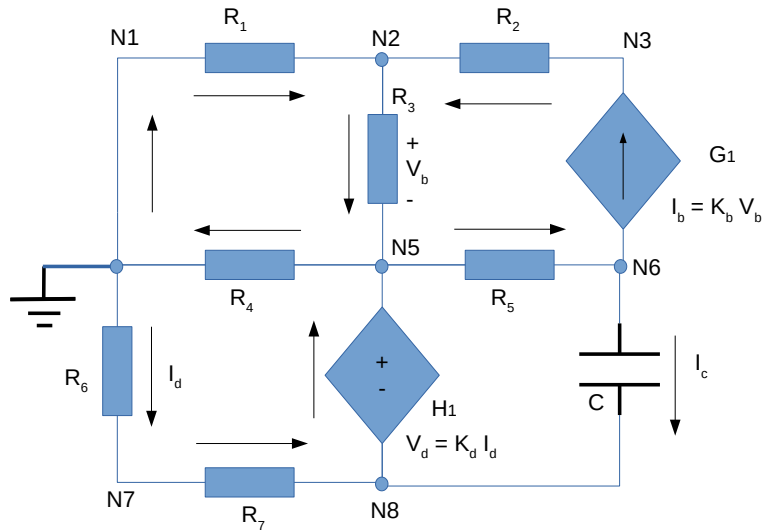 N1
R1
N2
R2
N3
R3
+
Vb
-
G1
Ib = Kb Vb
N5
N6
R4
R5
R6
Id
+
-
H1
Vd = Kd Id
C
Ic
N7
R7
N8